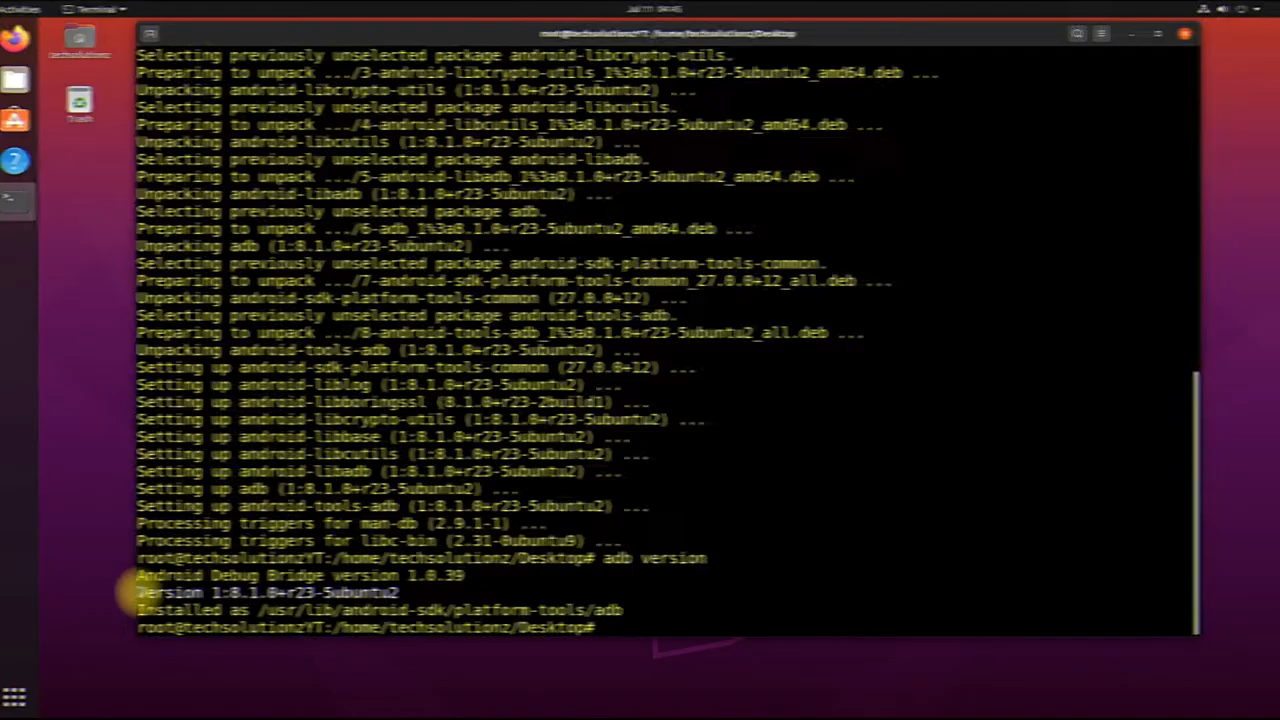 Activities
Terminal
Jul 11 04:45
root@techsolutionzYT: /home/techsolutionz/Desktop
techsolutionz
Trash
Selecting previously unselected package android-libcrypto-utils.
Preparing to unpack .../3-android-libcrypto-utils_1%3a8.1.0+r23-5ubuntu2_amd64.deb ...
Unpacking android-libcrypto-utils (1:8.1.0+r23-5ubuntu2) ...
Selecting previously unselected package android-libcutils.
Preparing to unpack .../4-android-libcutils_1%3a8.1.0+r23-5ubuntu2_amd64.deb ...
Unpacking android-libcutils (1:8.1.0+r23-5ubuntu2) ...
Selecting previously unselected package android-libadb.
Preparing to unpack .../5-android-libadb_1%3a8.1.0+r23-5ubuntu2_amd64.deb ...
Unpacking android-libadb (1:8.1.0+r23-5ubuntu2) ...
Selecting previously unselected package adb.
Preparing to unpack .../6-adb_1%3a8.1.0+r23-5ubuntu2_amd64.deb ...
Unpacking adb (1:8.1.0+r23-5ubuntu2) ...
Selecting previously unselected package android-sdk-platform-tools-common.
Preparing to unpack .../7-android-sdk-platform-tools-common_27.0.0+12_all.deb ...
Unpacking android-sdk-platform-tools-common (27.0.0+12) ...
Selecting previously unselected package android-tools-adb.
Preparing to unpack .../8-android-tools-adb_1%3a8.1.0+r23-5ubuntu2_all.deb ...
Unpacking android-tools-adb (1:8.1.0+r23-5ubuntu2) ...
Setting up android-sdk-platform-tools-common (27.0.0+12) ...
Setting up android-liblog (1:8.1.0+r23-5ubuntu2) ...
Setting up android-libboringssl (8.1.0+r23-2build1) ...
Setting up android-libcrypto-utils (1:8.1.0+r23-5ubuntu2) ...
Setting up android-libbase (1:8.1.0+r23-5ubuntu2) ...
Setting up android-libcutils (1:8.1.0+r23-5ubuntu2) ...
Setting up android-libadb (1:8.1.0+r23-5ubuntu2) ...
Setting up adb (1:8.1.0+r23-5ubuntu2) ...
Setting up android-tools-adb (1:8.1.0+r23-5ubuntu2) ...
Processing triggers for man-db (2.9.1-1) ...
Processing triggers for libc-bin (2.31-0ubuntu9) ...
root@techsolutionzYT:/home/techsolutionz/Desktop# adb version
Android Debug Bridge version 1.0.39
Version 1:8.1.0+r23-5ubuntu2
Installed as /usr/lib/android-sdk/platform-tools/adb
root@techsolutionzYT:/home/techsolutionz/Desktop#